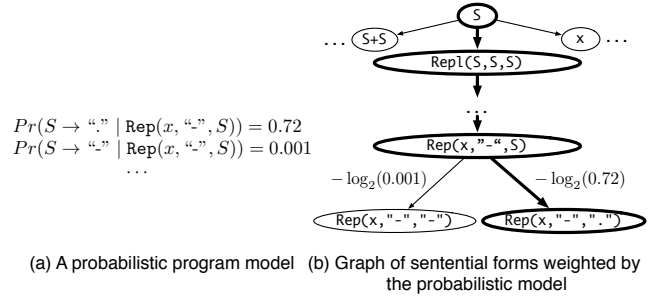 S
... S+S x ...
Repl(S,S,S)
...
Pr(S → “.” | Rep(x, “-”, S)) = 0.72
Pr(S → “-” | Rep(x, “-”, S)) = 0.001
...
Rep(x,”-“,S)
− log₂(0.001) − log₂(0.72)
Rep(x,"-","-") Rep(x,"-",".")
(a) A probabilistic program model
(b) Graph of sentential forms weighted by
the probabilistic model